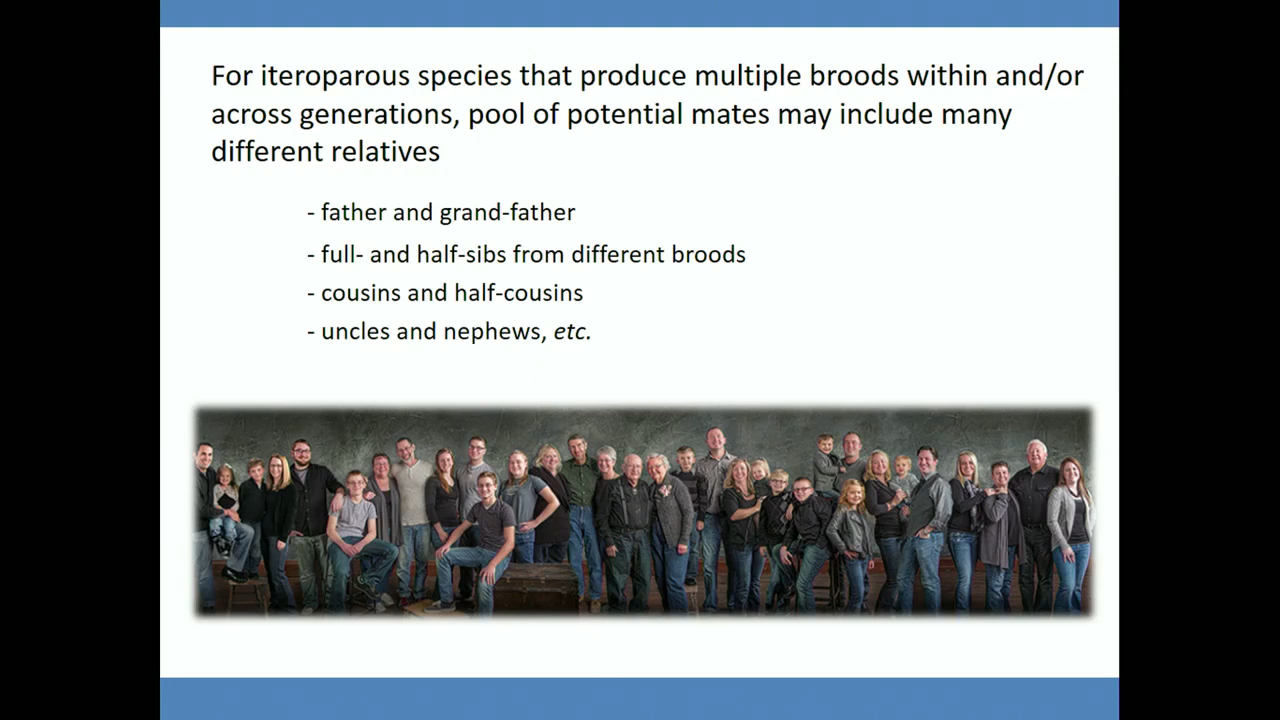 For iteroparous species that produce multiple broods within and/or
across generations, pool of potential mates may include many
different relatives
- father and grand-father
- full- and half-sibs from different broods
- cousins and half-cousins
- uncles and nephews, etc.